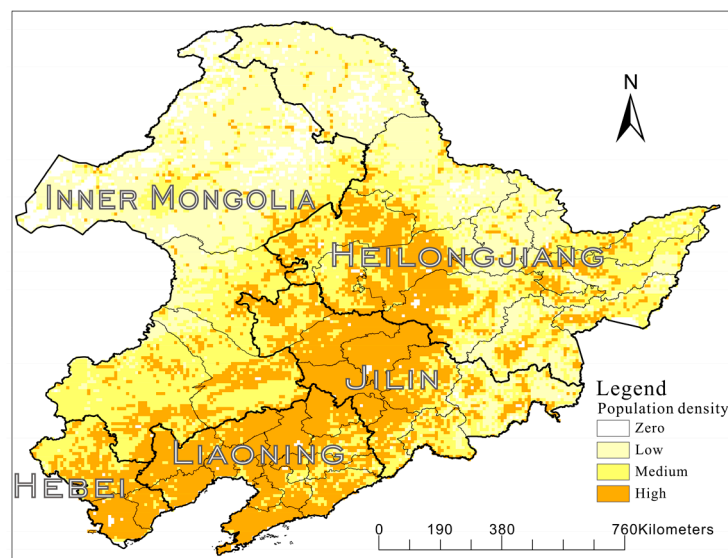 N
INNER MONGOLIA
HEILONGJIANG
JILIN
LIAONING
HEBEI
Legend
Population density
Zero
Low
Medium
High
0 190 380 760Kilometers